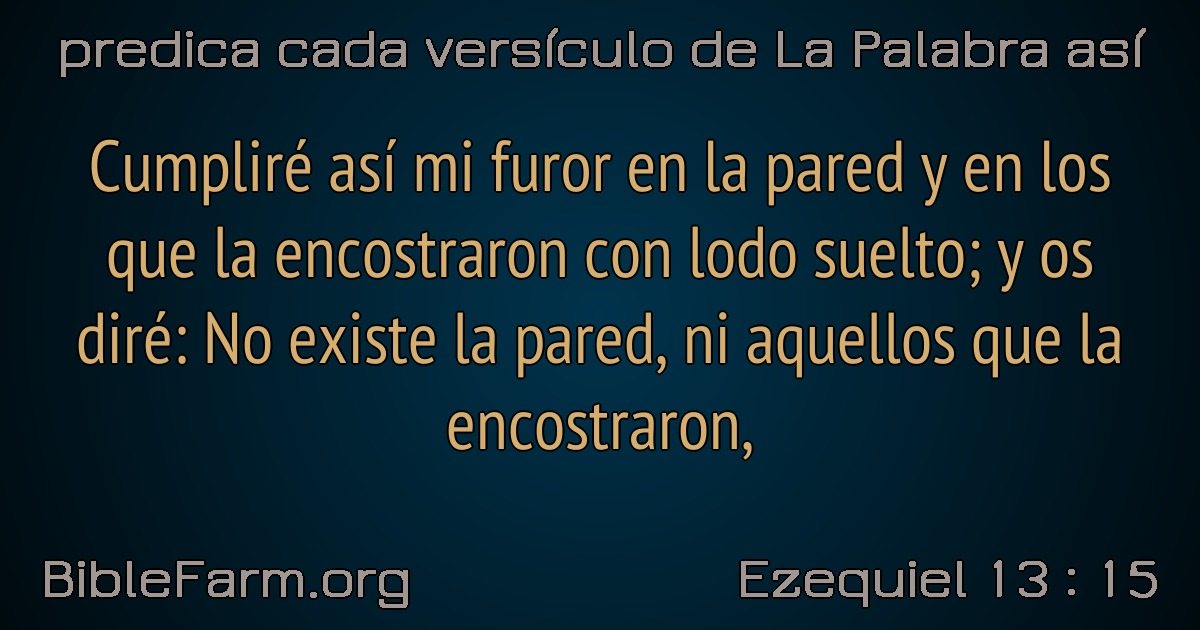 predica cada versículo de La Palabra así
Cumpliré así mi furor en la pared y en los
que la encostraron con lodo suelto; y os
diré: No existe la pared, ni aquellos que la
encostraron,
BibleFarm.org
Ezequiel 13 : 15